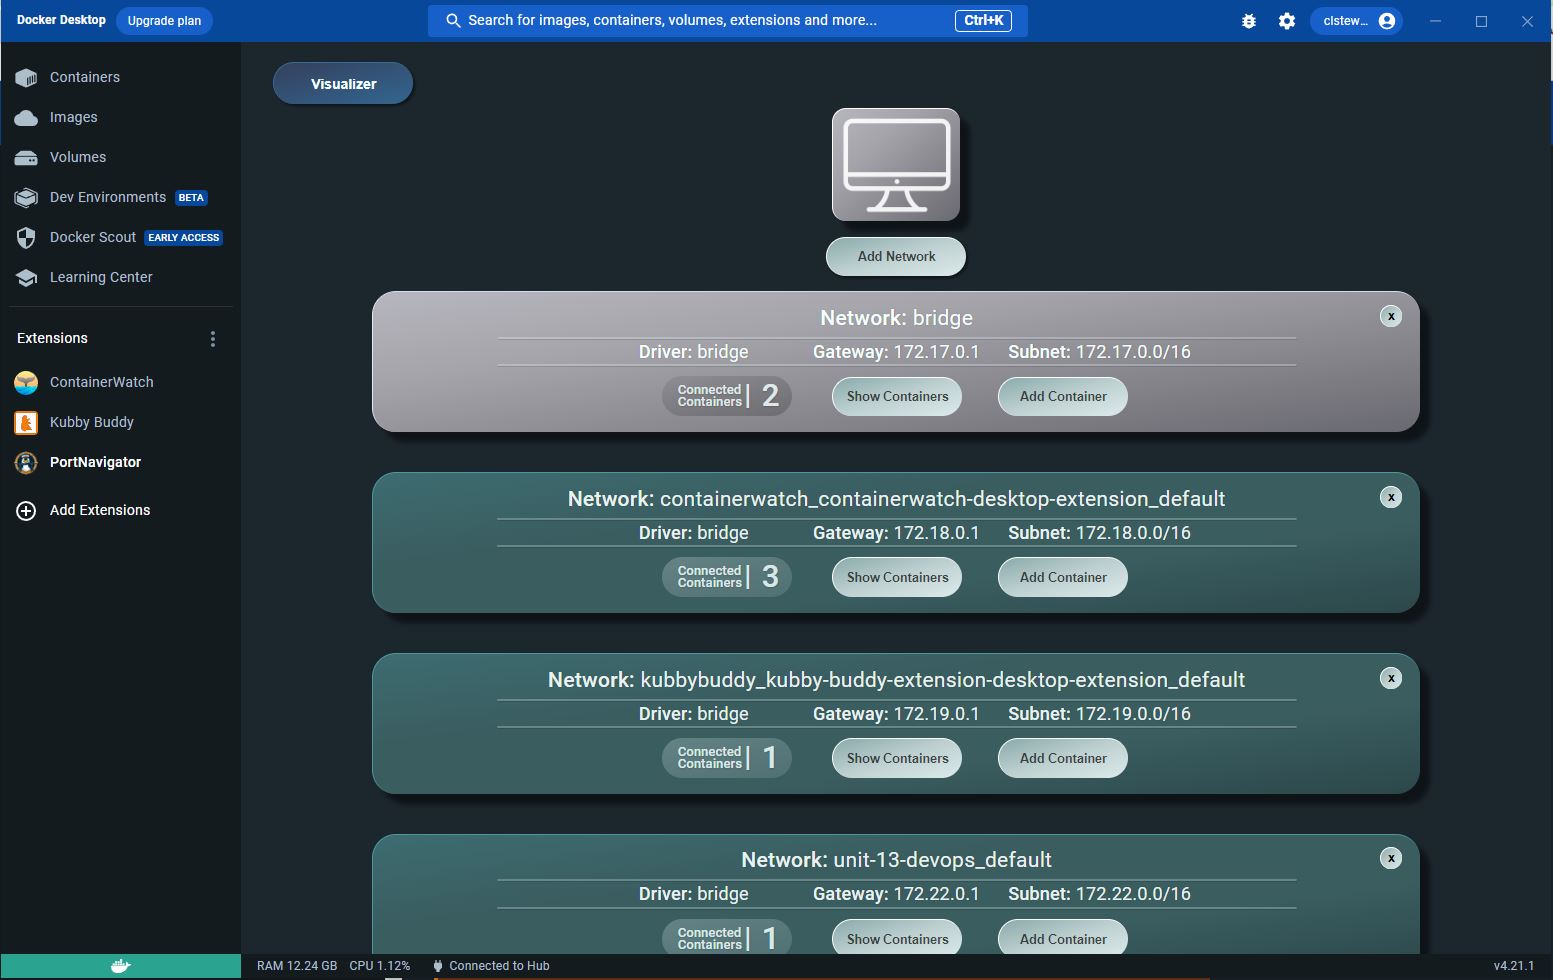 Docker Desktop
Upgrade plan
Search for images, containers, volumes, extensions and more...
Ctrl+K
clstew...
Containers
Images
Volumes
Dev Environments BETA
Docker Scout EARLY ACCESS
Learning Center
Extensions
ContainerWatch
Kubby Buddy
PortNavigator
Add Extensions
Visualizer
Add Network
Network: bridge
x
Driver: bridge Gateway: 172.17.0.1 Subnet: 172.17.0.0/16
Connected
Containers
2
Show Containers
Add Container
Network: containerwatch_containerwatch-desktop-extension_default
x
Driver: bridge Gateway: 172.18.0.1 Subnet: 172.18.0.0/16
Connected
Containers
3
Show Containers
Add Container
Network: kubbybuddy_kubby-buddy-extension-desktop-extension_default
x
Driver: bridge Gateway: 172.19.0.1 Subnet: 172.19.0.0/16
Connected
Containers
1
Show Containers
Add Container
Network: unit-13-devops_default
x
Driver: bridge Gateway: 172.22.0.1 Subnet: 172.22.0.0/16
Connected
Containers
1
Show Containers
Add Container
RAM 12.24 GB CPU 1.12% Connected to Hub
v4.21.1